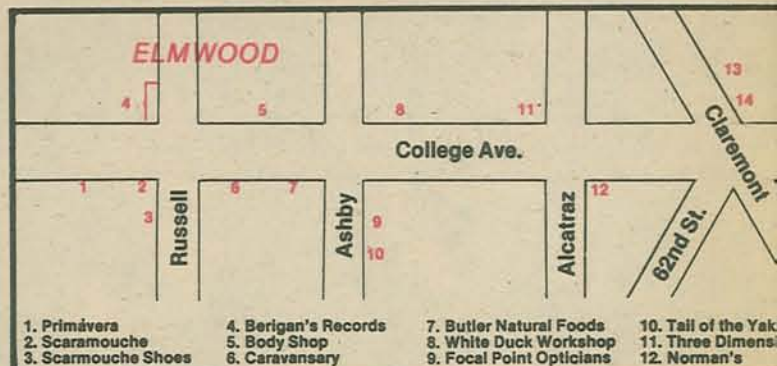 ELMWOOD
13
4
5
8
11
14
College Ave.
Claremont
1
2
6
7
12
3
Russell
Ashby
9
10
Alcatraz
62nd St.
1. Primávera
2. Scaramouche
3. Scarmouche Shoes
4. Berigan's Records
5. Body Shop
6. Caravansary
7. Butler Natural Foods
8. White Duck Workshop
9. Focal Point Opticians
10. Tail of the Yak
11. Three Dimensi
12. Norman's